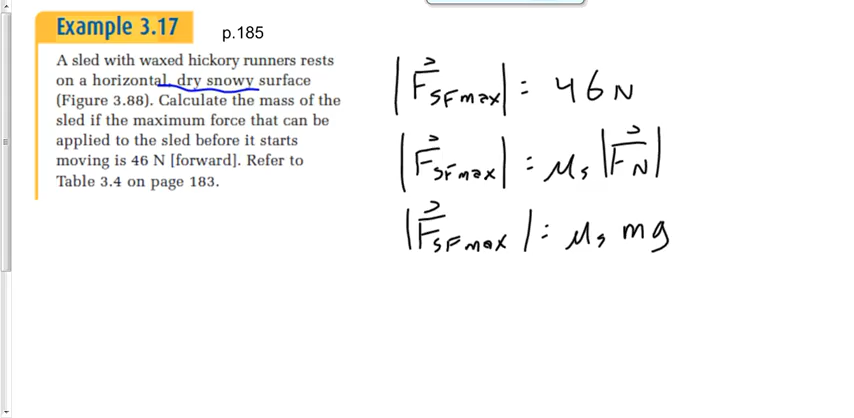 Example 3.17
p.185
A sled with waxed hickory runners rests
on a horizontal, dry snowy surface
(Figure 3.88). Calculate the mass of the
sled if the maximum force that can be
applied to the sled before it starts
moving is 46 N [forward]. Refer to
Table 3.4 on page 183.
|F⃗SFmax| = 46 N
|F⃗SFmax| = μs |F⃗N|
|F⃗SFmax| = μs mg